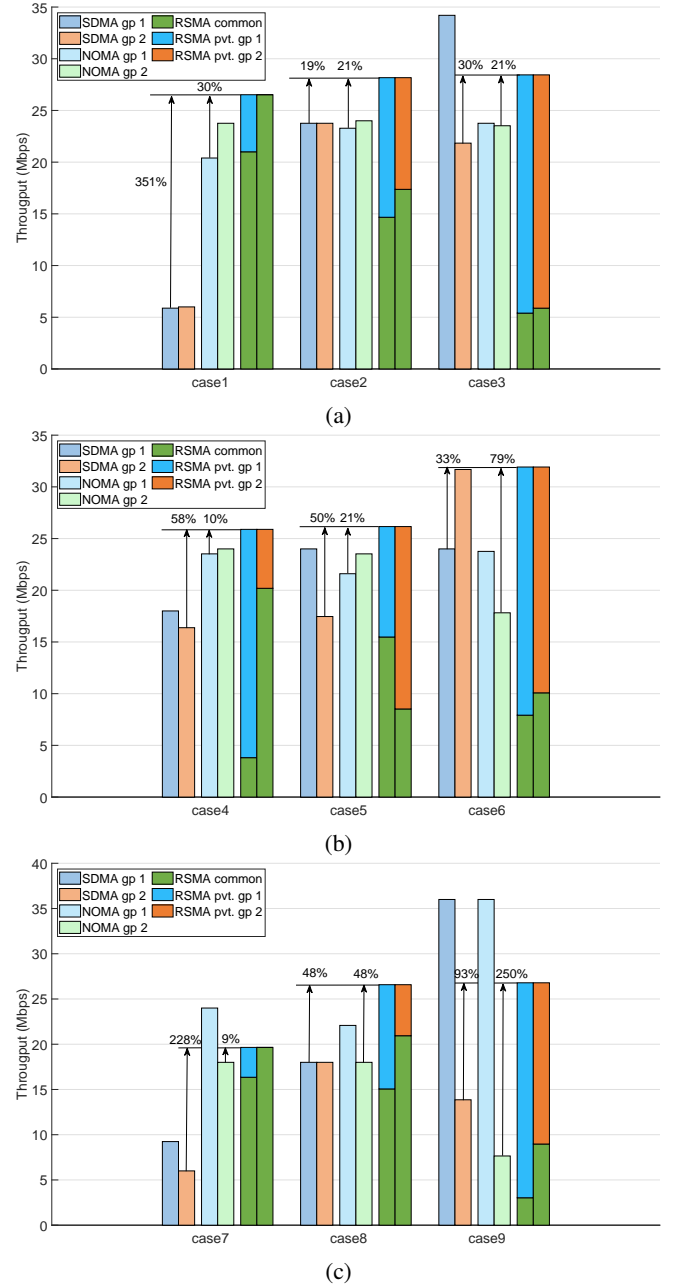 35
30
25
20
15
10
5
0
Througput (Mbps)
SDMA gp 1
SDMA gp 2
NOMA gp 1
NOMA gp 2
RSMA common
RSMA pvt. gp 1
RSMA pvt. gp 2
351%
30%
19%
21%
30%
21%
case1
case2
case3
(a)
35
30
25
20
15
10
5
0
Througput (Mbps)
SDMA gp 1
SDMA gp 2
NOMA gp 1
NOMA gp 2
RSMA common
RSMA pvt. gp 1
RSMA pvt. gp 2
58%
10%
50%
21%
33%
79%
case4
case5
case6
(b)
40
35
30
25
20
15
10
5
0
Througput (Mbps)
SDMA gp 1
SDMA gp 2
NOMA gp 1
NOMA gp 2
RSMA common
RSMA pvt. gp 1
RSMA pvt. gp 2
228%
9%
48%
48%
93%
250%
case7
case8
case9
(c)